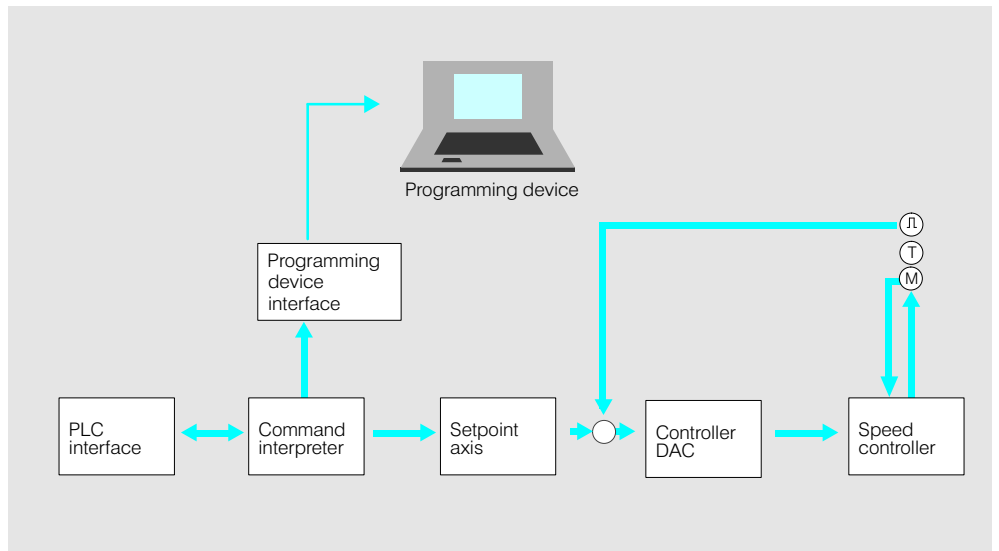 Programming device
Programming
device
interface
T
M
PLC
interface
Command
interpreter
Setpoint
axis
Controller
DAC
Speed
controller